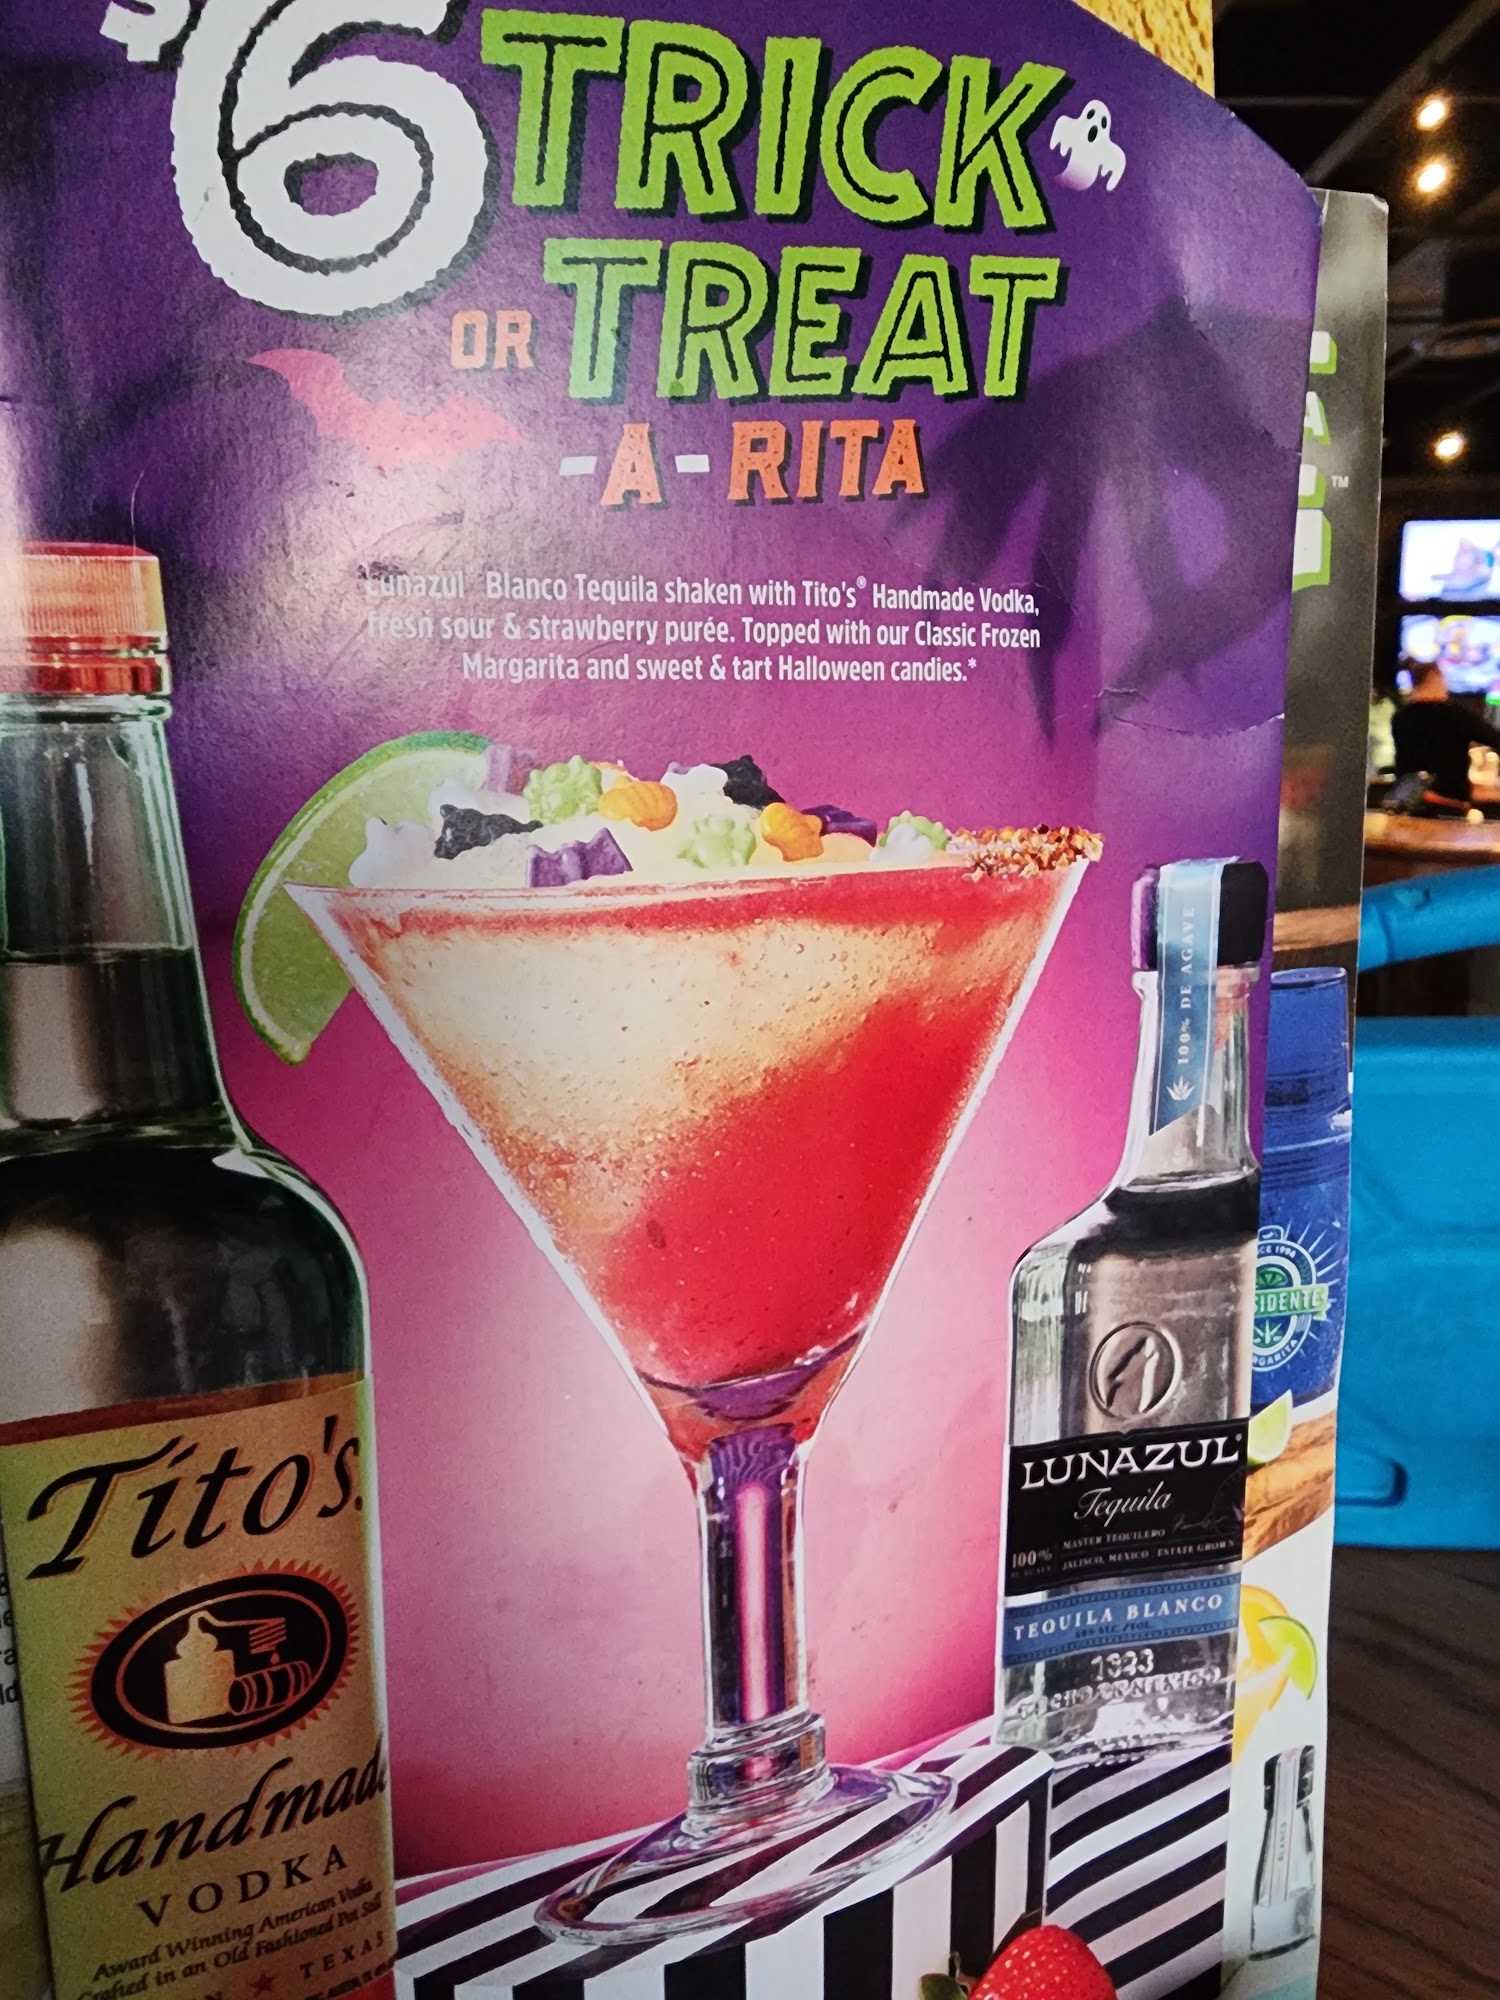 $6 TRICK
OR TREAT
-A-RITA
Lunazul Blanco Tequila shaken with Tito's® Handmade Vodka,
fresh sour & strawberry purée. Topped with our Classic Frozen
Margarita and sweet & tart Halloween candies.*
100% DE AGAVE
Tito's
Handmade
VODKA
Award Winning American Vodka
Crafted in an Old Fashioned Pot Still
TEXAS
LUNAZUL®
Tequila
MASTER TEQUILERO
100%
JALISCO, MEXICO ESTATE GROWN
TEQUILA BLANCO
A
™
SIDENTE
BLANCO